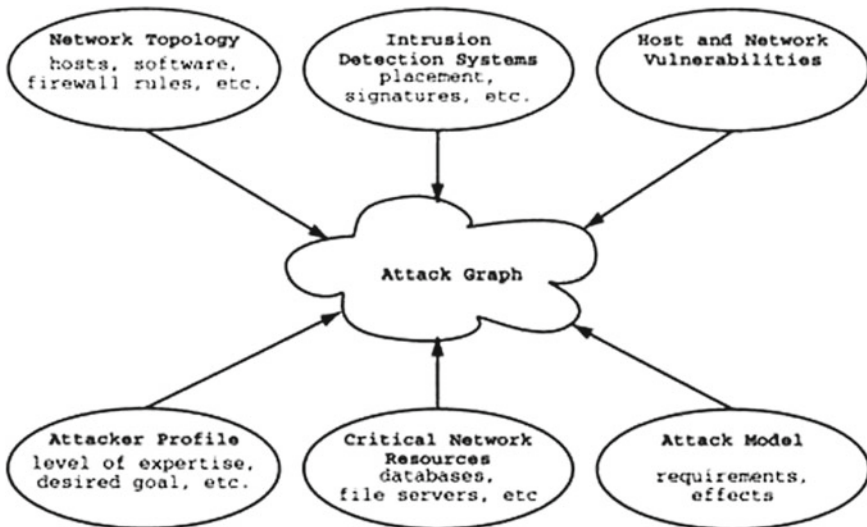 Network Topology
hosts, software,
firewall rules, etc.
Intrusion
Detection Systems
placement,
signatures, etc.
Host and Network
Vulnerabilities
Attack Graph
Attacker Profile
level of expertise,
desired goal, etc.
Critical Network
Resources
databases,
file servers, etc
Attack Model
requirements,
effects